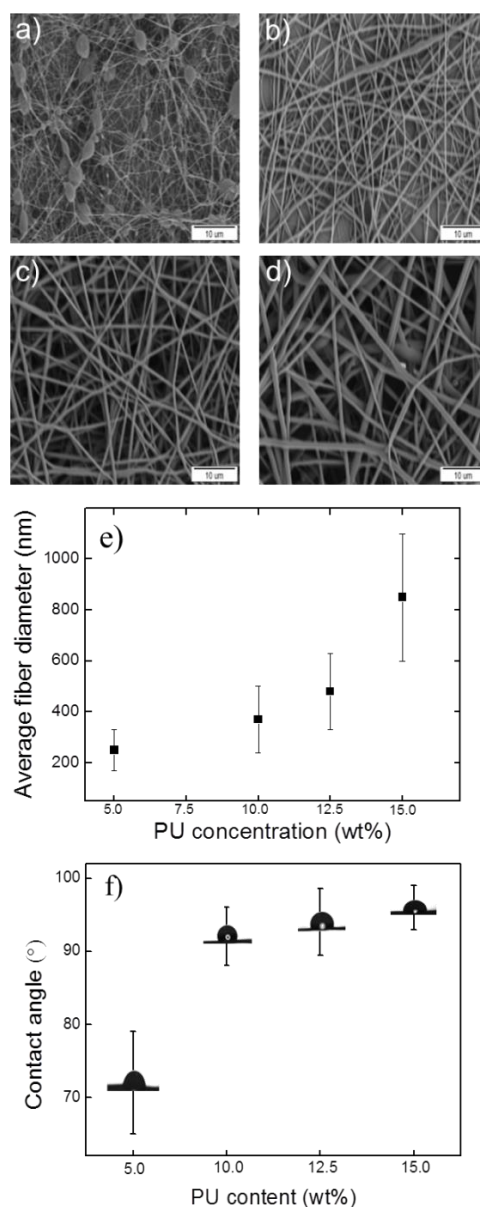 a)
b)
10 um
10 um
c)
d)
10 um
10 um
e)
Average fiber diameter (nm)
1000
800
600
400
200
5.0 7.5 10.0 12.5 15.0
PU concentration (wt%)
f)
Contact angle (°)
100
90
80
70
5.0 10.0 12.5 15.0
PU content (wt%)